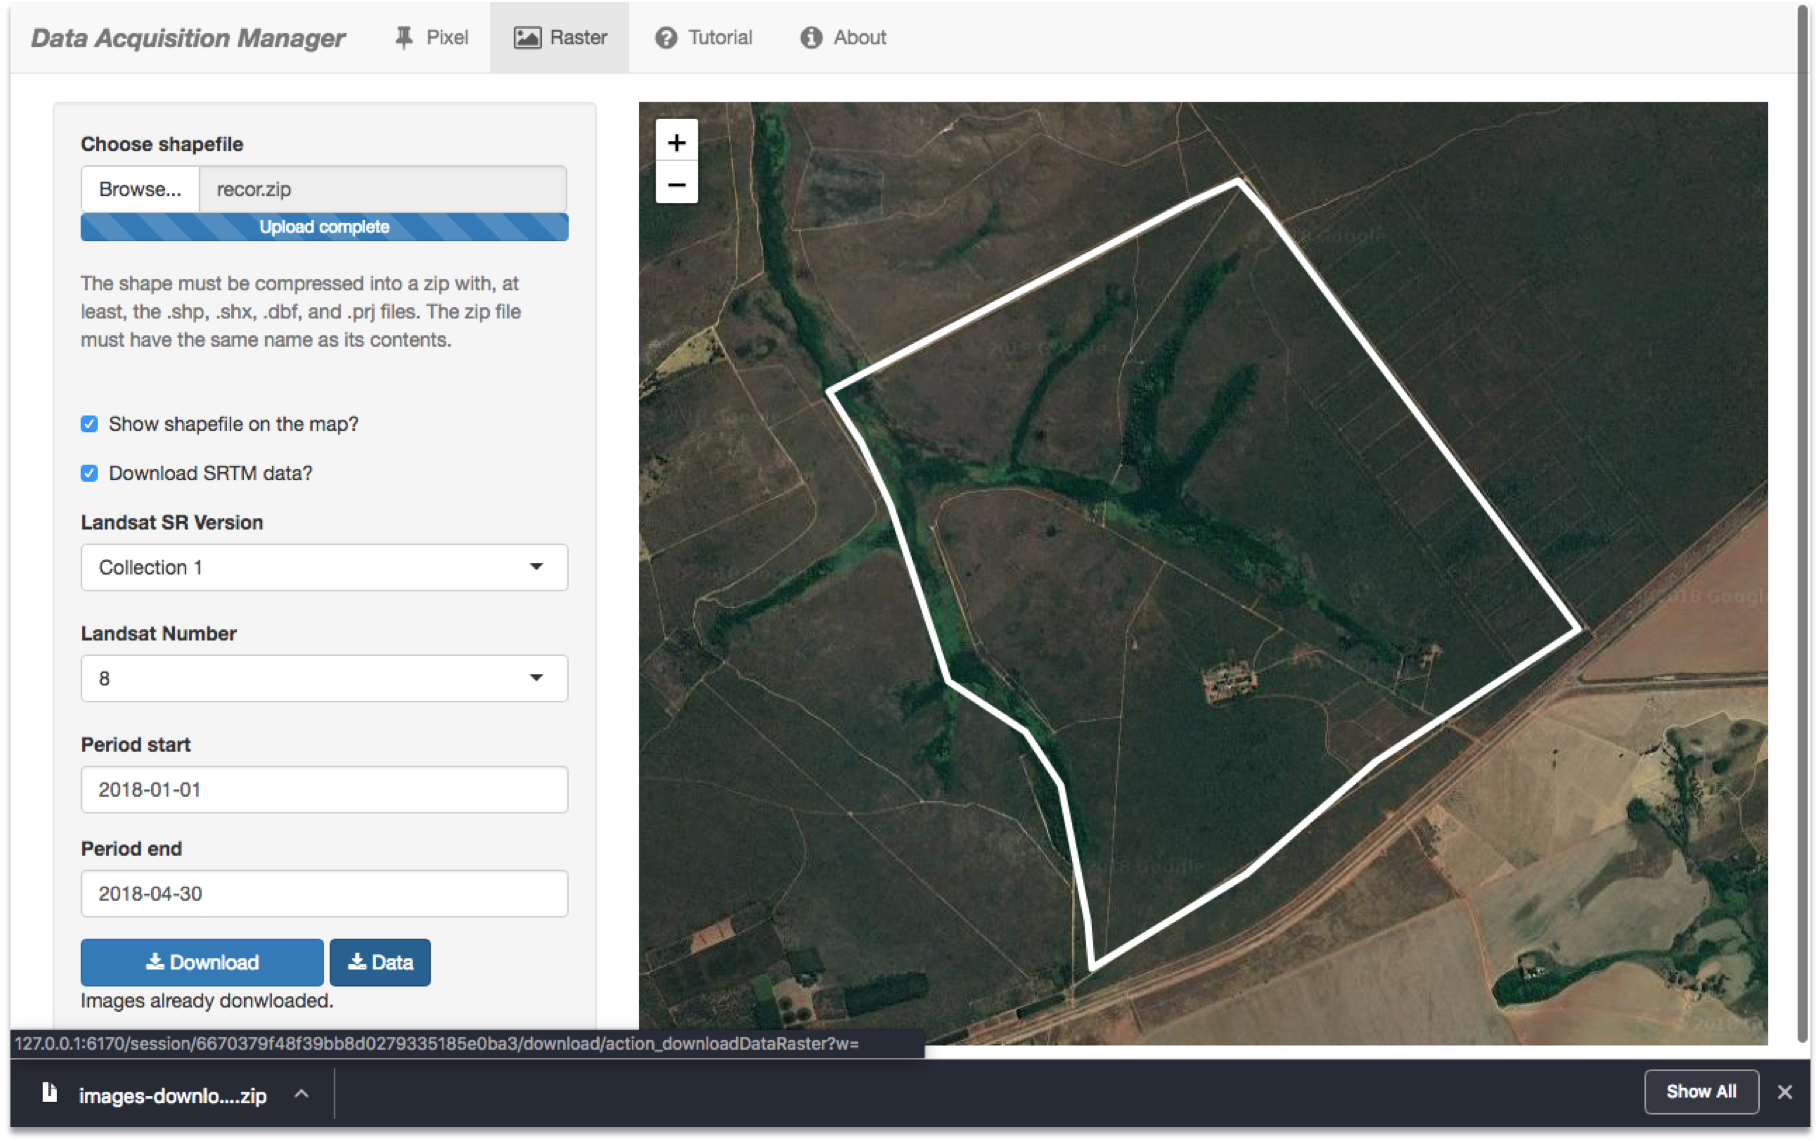 Data Acquisition Manager Pixel Raster Tutorial About
Choose shapefile
Browse... recor.zip
Upload complete
The shape must be compressed into a zip with, at
least, the .shp, .shx, .dbf, and .prj files. The zip file
must have the same name as its contents.
Show shapefile on the map?
Download SRTM data?
Landsat SR Version
Collection 1
Landsat Number
8
Period start
2018-01-01
Period end
2018-04-30
Download Data
Images already donwloaded.
+
−
2018 Google
2018 Google
127.0.0.1:6170/session/6670379f48f39bb8d0279335185e0ba3/download/action_downloadDataRaster?w=
images-downlo....zip
Show All